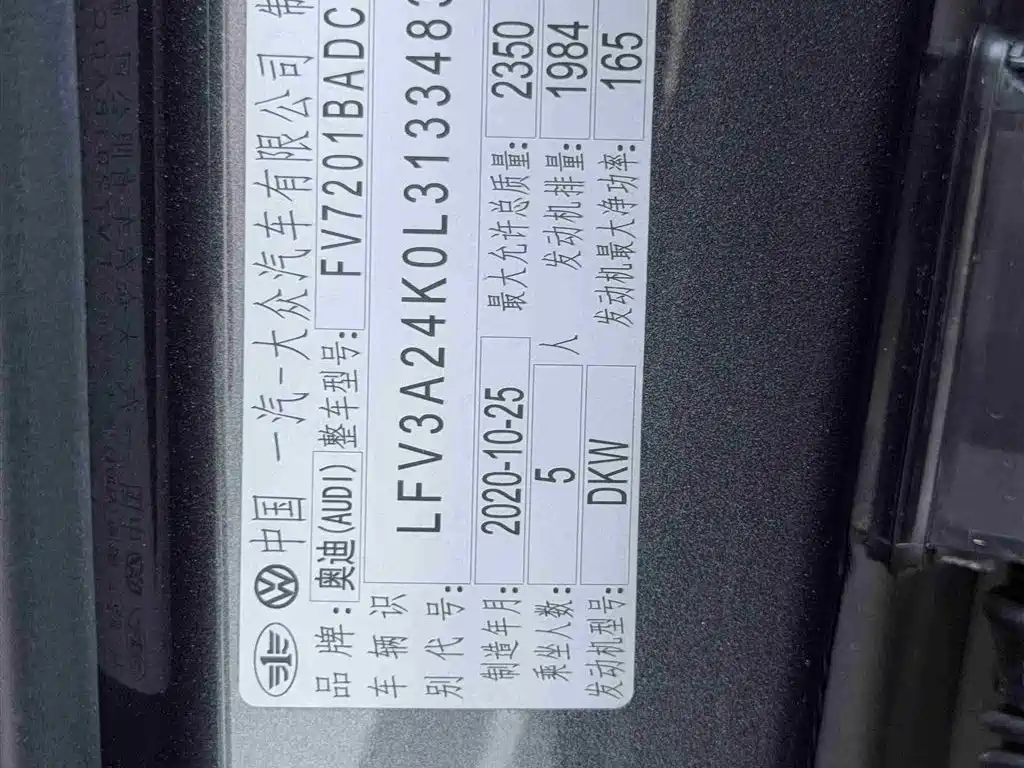 中国 一汽-大众汽车有限公司 制
品牌:奥迪(AUDI) 整车型号: FV7201BADC
车辆识别代号: LFV3A24K0L313348
制造年月: 2020-10-25 最大允许总质量: 2350
乘坐人数: 5 人 发动机排量: 1984
发动机型号: DKW 发动机最大净功率: 165